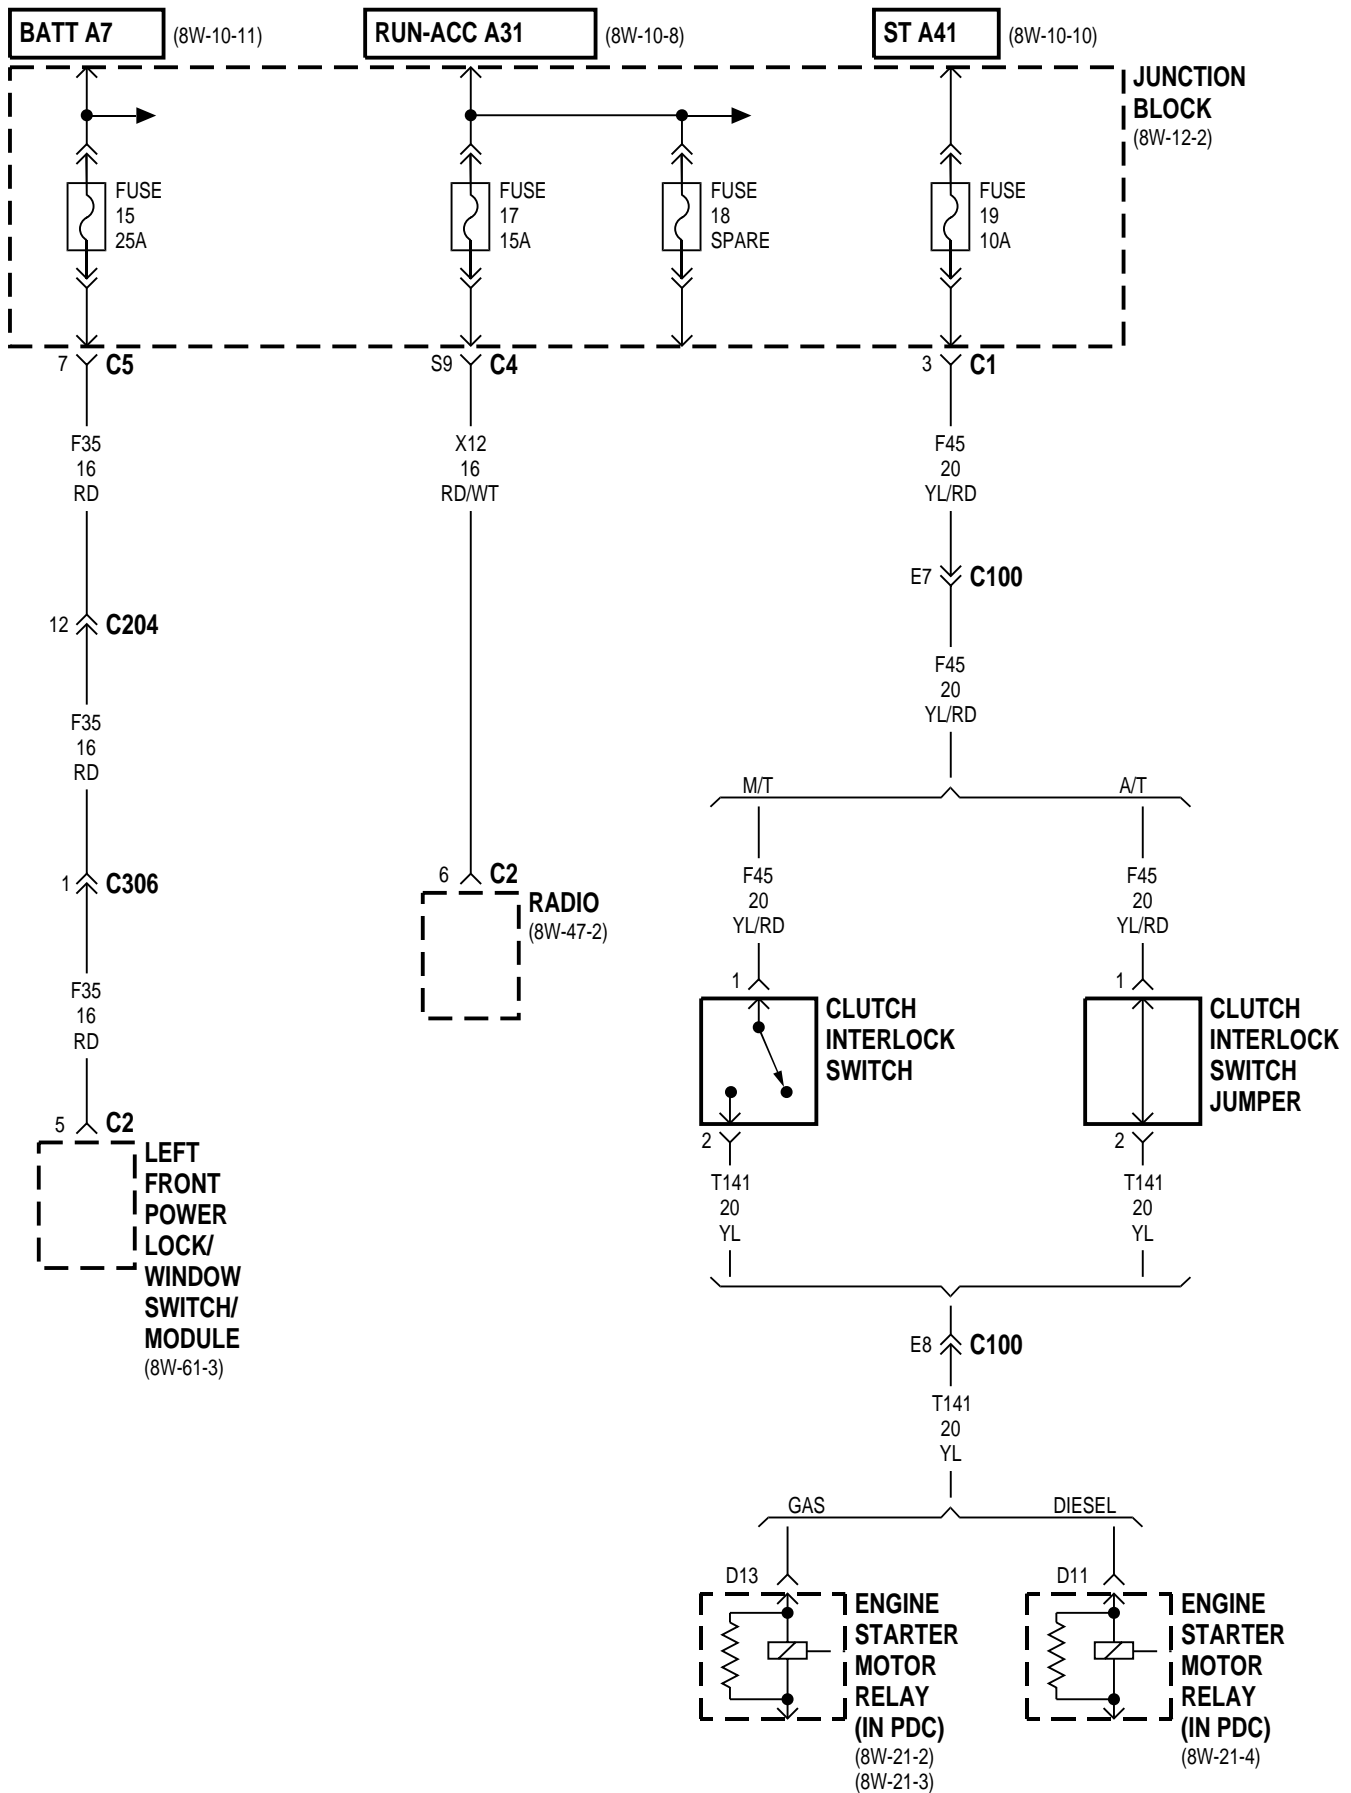 BATT A7 (8W-10-11)
RUN-ACC A31 (8W-10-8)
ST A41 (8W-10-10)
JUNCTION
BLOCK
(8W-12-2)
FUSE
15
25A
FUSE
17
15A
FUSE
18
SPARE
FUSE
19
10A
7 C5
S9 C4
3 C1
F35
16
RD
X12
16
RD/WT
F45
20
YL/RD
E7 C100
12 C204
F45
20
YL/RD
F35
16
RD
M/T
A/T
1 C306
6 C2
RADIO
(8W-47-2)
F45
20
YL/RD
F45
20
YL/RD
F35
16
RD
1
CLUTCH
INTERLOCK
SWITCH
2
1
CLUTCH
INTERLOCK
SWITCH
JUMPER
2
5 C2
LEFT
FRONT
POWER
LOCK/
WINDOW
SWITCH/
MODULE
(8W-61-3)
T141
20
YL
T141
20
YL
E8 C100
T141
20
YL
GAS
DIESEL
D13
ENGINE
STARTER
MOTOR
RELAY
(IN PDC)
(8W-21-2)
(8W-21-3)
D11
ENGINE
STARTER
MOTOR
RELAY
(IN PDC)
(8W-21-4)